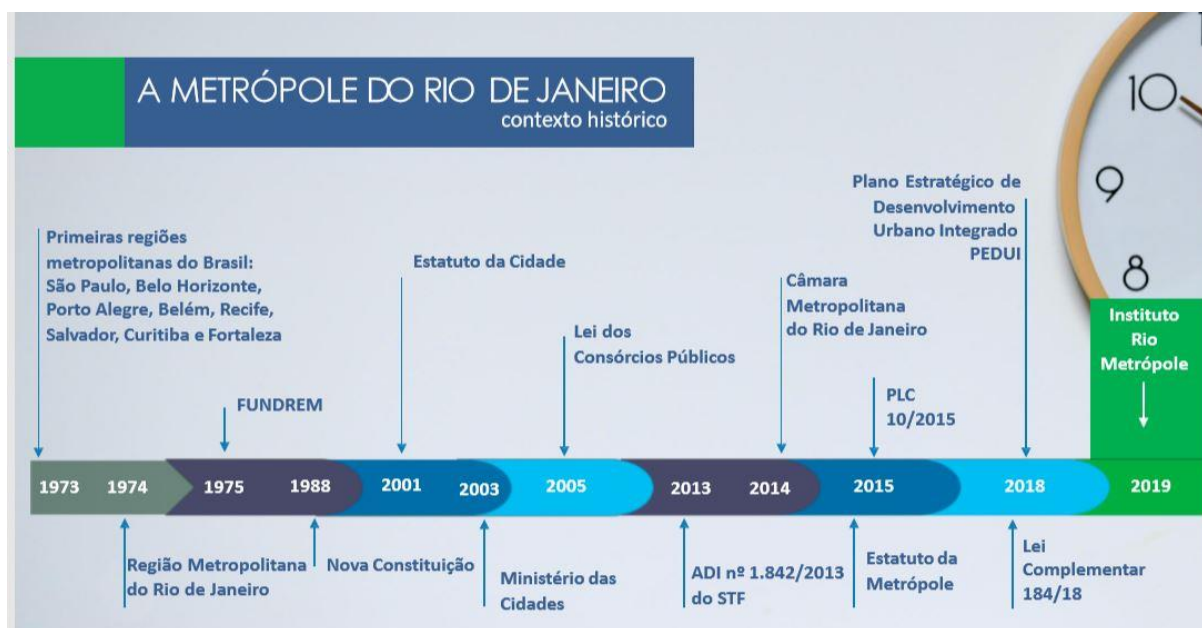 A METRÓPOLE DO RIO DE JANEIRO
contexto histórico
10
9
8
Primeiras regiões
metropolitanas do Brasil:
São Paulo, Belo Horizonte,
Porto Alegre, Belém, Recife,
Salvador, Curitiba e Fortaleza
FUNDREM
Estatuto da Cidade
Lei dos
Consórcios Públicos
Câmara
Metropolitana
do Rio de Janeiro
PLC
10/2015
Plano Estratégico de
Desenvolvimento
Urbano Integrado
PEDUI
Instituto
Rio
Metrópole
1973 1974 1975 1988 2001 2003 2005 2013 2014 2015 2018 2019
Região Metropolitana
do Rio de Janeiro
Nova Constituição
Ministério das
Cidades
ADI nº 1.842/2013
do STF
Estatuto da
Metrópole
Lei
Complementar
184/18